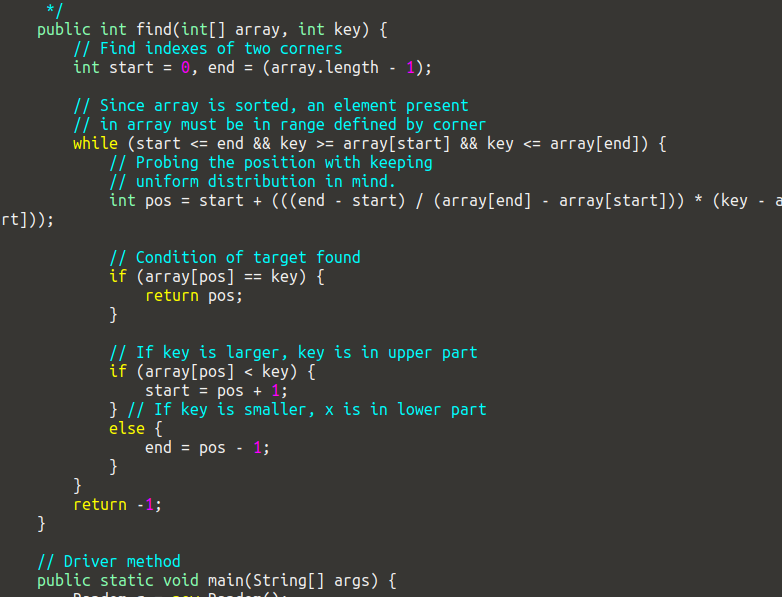 */
public int find(int[] array, int key) {
// Find indexes of two corners
int start = 0, end = (array.length - 1);
// Since array is sorted, an element present
// in array must be in range defined by corner
while (start <= end && key >= array[start] && key <= array[end]) {
// Probing the position with keeping
// uniform distribution in mind.
int pos = start + (((end - start) / (array[end] - array[start])) * (key - a
rt]));
// Condition of target found
if (array[pos] == key) {
return pos;
}
// If key is larger, key is in upper part
if (array[pos] < key) {
start = pos + 1;
} // If key is smaller, x is in lower part
else {
end = pos - 1;
}
}
return -1;
}
// Driver method
public static void main(String[] args) {